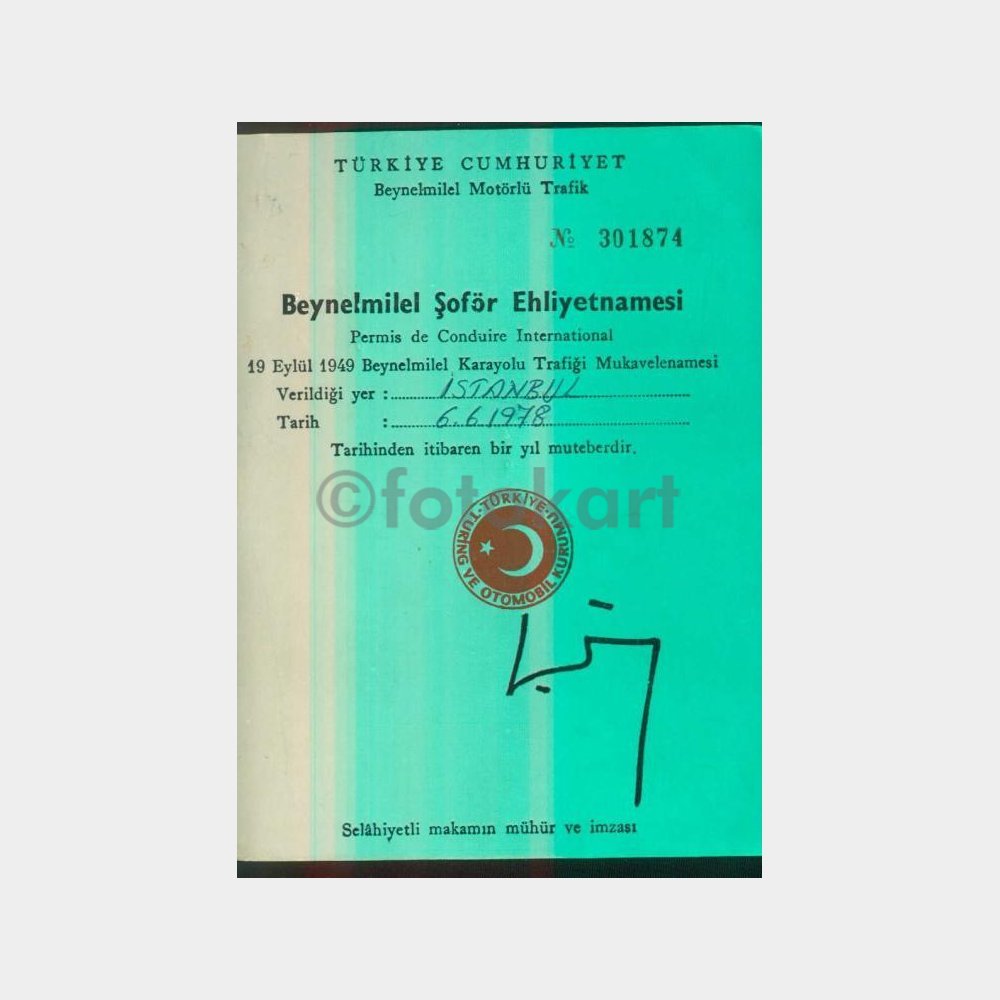 TÜRKİYE CUMHURİYET
Beynelmilel Motörlü Trafik
№ 301874
Beynelmilel Şoför Ehliyetnamesi
Permis de Conduire International
19 Eylül 1949 Beynelmilel Karayolu Trafiği Mukavelenamesi
Verildiği yer : İSTANBUL
Tarih : 6.6.1978
Tarihinden itibaren bir yıl muteberdir.
©fotokart
TÜRKİYE TURİNG VE OTOMOBİL KURUMU
Selâhiyetli makamın mühür ve imzası